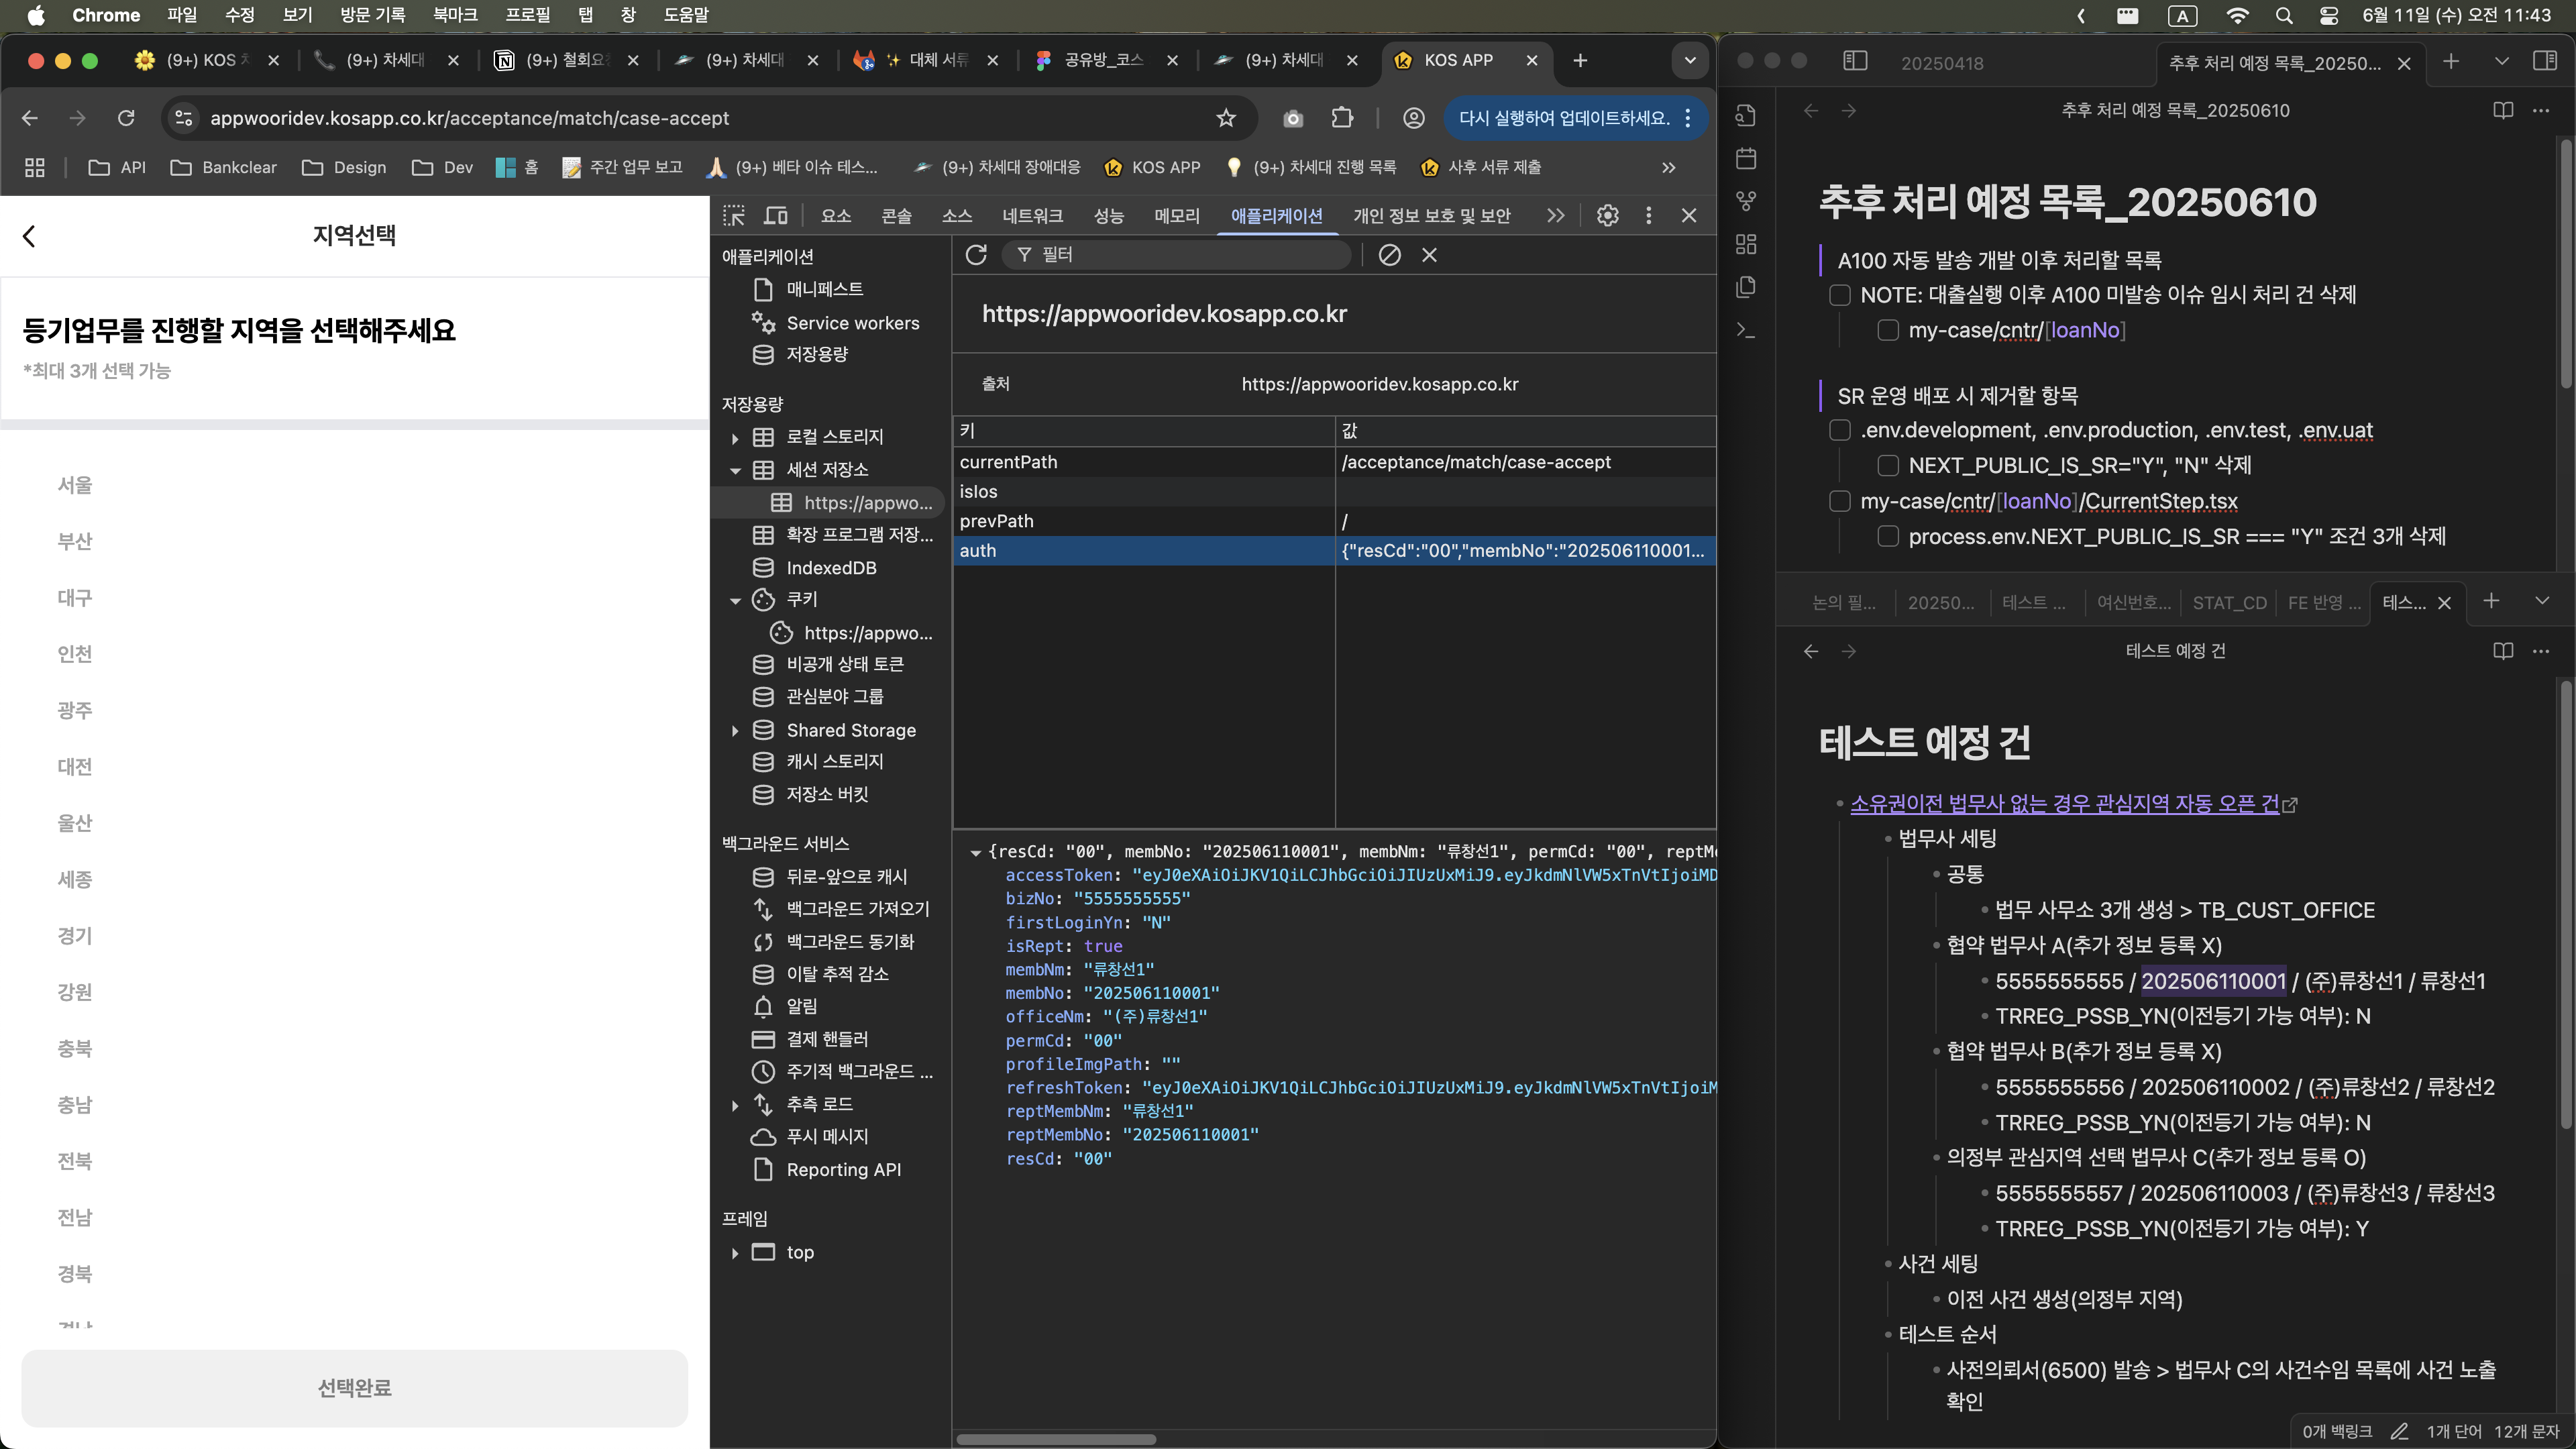 Chrome 파일 수정 보기 방문 기록 북마크 프로필 탭 창 도움말
A 6월 11일 (수) 오전 11:43
(9+) KOS 차
(9+) 차세대
(9+) 철회요청
(9+) 차세대
✨ 대체 서류
공유방_코스
(9+) 차세대
KOS APP
appwooridev.kosapp.co.kr/acceptance/match/case-accept
다시 실행하여 업데이트하세요.
API Bankclear Design Dev 홈 주간 업무 보고 (9+) 베타 이슈 테스... (9+) 차세대 장애대응 KOS APP (9+) 차세대 진행 목록 사후 서류 제출
지역선택
등기업무를 진행할 지역을 선택해주세요
*최대 3개 선택 가능
서울
부산
대구
인천
광주
대전
울산
세종
경기
강원
충북
충남
전북
전남
경북
경남
선택완료
요소 콘솔 소스 네트워크 성능 메모리 애플리케이션 개인 정보 보호 및 보안
애플리케이션
매니페스트
Service workers
저장용량
저장용량
로컬 스토리지
세션 저장소
https://appwo...
확장 프로그램 저장...
IndexedDB
쿠키
https://appwo...
비공개 상태 토큰
관심분야 그룹
Shared Storage
캐시 스토리지
저장소 버킷
백그라운드 서비스
뒤로-앞으로 캐시
백그라운드 가져오기
백그라운드 동기화
이탈 추적 감소
알림
결제 핸들러
주기적 백그라운드 ...
추측 로드
푸시 메시지
Reporting API
프레임
top
필터
https://appwooridev.kosapp.co.kr
출처 https://appwooridev.kosapp.co.kr
키 값
currentPath /acceptance/match/case-accept
isIos
prevPath /
auth {"resCd":"00","membNo":"202506110001...
{resCd: "00", membNo: "202506110001", membNm: "류창선1", permCd: "00", reptMe
accessToken: "eyJ0eXAiOiJKV1QiLCJhbGciOiJIUzUxMiJ9.eyJkdmNlVW5xTnVtIjoiMD
bizNo: "5555555555"
firstLoginYn: "N"
isRept: true
membNm: "류창선1"
membNo: "202506110001"
officeNm: "(주)류창선1"
permCd: "00"
profileImgPath: ""
refreshToken: "eyJ0eXAiOiJKV1QiLCJhbGciOiJIUzUxMiJ9.eyJkdmNlVW5xTnVtIjoiM
reptMembNm: "류창선1"
reptMembNo: "202506110001"
resCd: "00"
20250418
추후 처리 예정 목록_20250...
추후 처리 예정 목록_20250610
추후 처리 예정 목록_20250610
A100 자동 발송 개발 이후 처리할 목록
NOTE: 대출실행 이후 A100 미발송 이슈 임시 처리 건 삭제
my-case/cntr/[loanNo]
SR 운영 배포 시 제거할 항목
.env.development, .env.production, .env.test, .env.uat
NEXT_PUBLIC_IS_SR="Y", "N" 삭제
my-case/cntr/[loanNo]/CurrentStep.tsx
process.env.NEXT_PUBLIC_IS_SR === "Y" 조건 3개 삭제
논의 필... 20250... 테스트 ... 여신번호... STAT_CD FE 반영 ... 테스...
테스트 예정 건
테스트 예정 건
소유권이전 법무사 없는 경우 관심지역 자동 오픈 건
법무사 세팅
공통
법무 사무소 3개 생성 > TB_CUST_OFFICE
협약 법무사 A(추가 정보 등록 X)
5555555555 / 202506110001 / (주)류창선1 / 류창선1
TRREG_PSSB_YN(이전등기 가능 여부): N
협약 법무사 B(추가 정보 등록 X)
5555555556 / 202506110002 / (주)류창선2 / 류창선2
TRREG_PSSB_YN(이전등기 가능 여부): N
의정부 관심지역 선택 법무사 C(추가 정보 등록 O)
5555555557 / 202506110003 / (주)류창선3 / 류창선3
TRREG_PSSB_YN(이전등기 가능 여부): Y
사건 세팅
이전 사건 생성(의정부 지역)
테스트 순서
사전의뢰서(6500) 발송 > 법무사 C의 사건수임 목록에 사건 노출
확인
0개 백링크 1개 단어 12개 문자